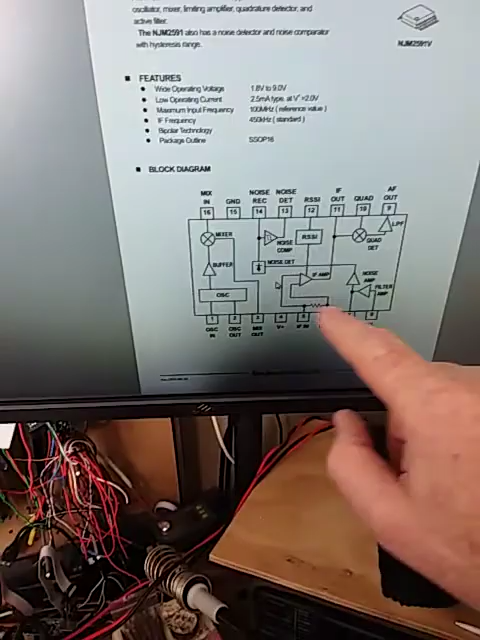 oscillator, mixer, limiting amplifier, quadrature detector, and
active filter.
The NJM2591 also has a noise detector and noise comparator
with hysteresis range.
NJM2591V
FEATURES
Wide Operating Voltage 1.8V to 9.0V
Low Operating Current 2.5mA type. at V+=2.0V
Maximum Input Frequency 100MHz ( reference value )
IF Frequency 450kHz ( standard )
Bipolar Technology
Package Outline SSOP16
BLOCK DIAGRAM
MIX IN GND NOISE REC NOISE DET RSSI IF OUT QUAD AF OUT
16 15 14 13 12 11 10 9
MIXER
NOISE COMP
RSSI
QUAD DET
LPF
BUFFER
NOISE DET
IF AMP
NOISE AMP
FILTER AMP
OSC
1 2 3 4 5 8
OSC IN OSC OUT MIX OUT V+ IF IN